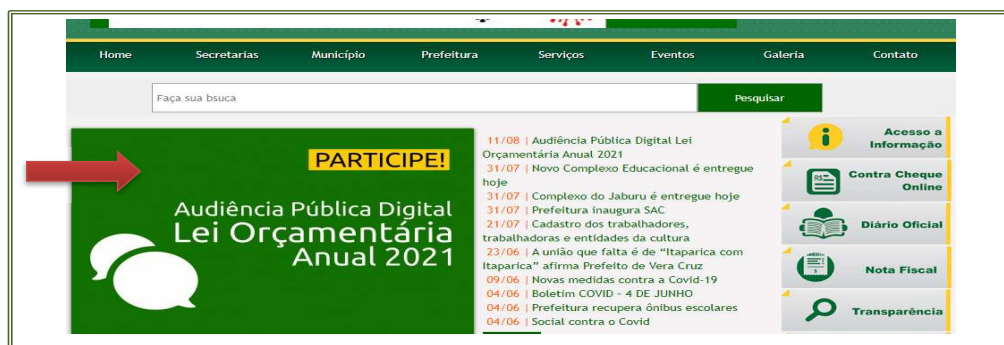 Home Secretarias Município Prefeitura Serviços Eventos Galeria Contato
Faça sua bsuca Pesquisar
PARTICIPE!
Audiência Pública Digital
Lei Orçamentária
Anual 2021
11/08 | Audiência Pública Digital Lei
Orçamentária Anual 2021
31/07 | Novo Complexo Educacional é entregue
hoje
31/07 | Complexo do Jaburu é entregue hoje
31/07 | Prefeitura inaugura SAC
21/07 | Cadastro dos trabalhadores,
trabalhadoras e entidades da cultura
23/06 | A união que falta é de “Itaparica com
Itaparica” afirma Prefeito de Vera Cruz
09/06 | Novas medidas contra a Covid-19
04/06 | Boletim COVID - 4 DE JUNHO
04/06 | Prefeitura recupera ônibus escolares
04/06 | Social contra o Covid
Acesso a
Informação
Contra Cheque
Online
Diário Oficial
Nota Fiscal
Transparência